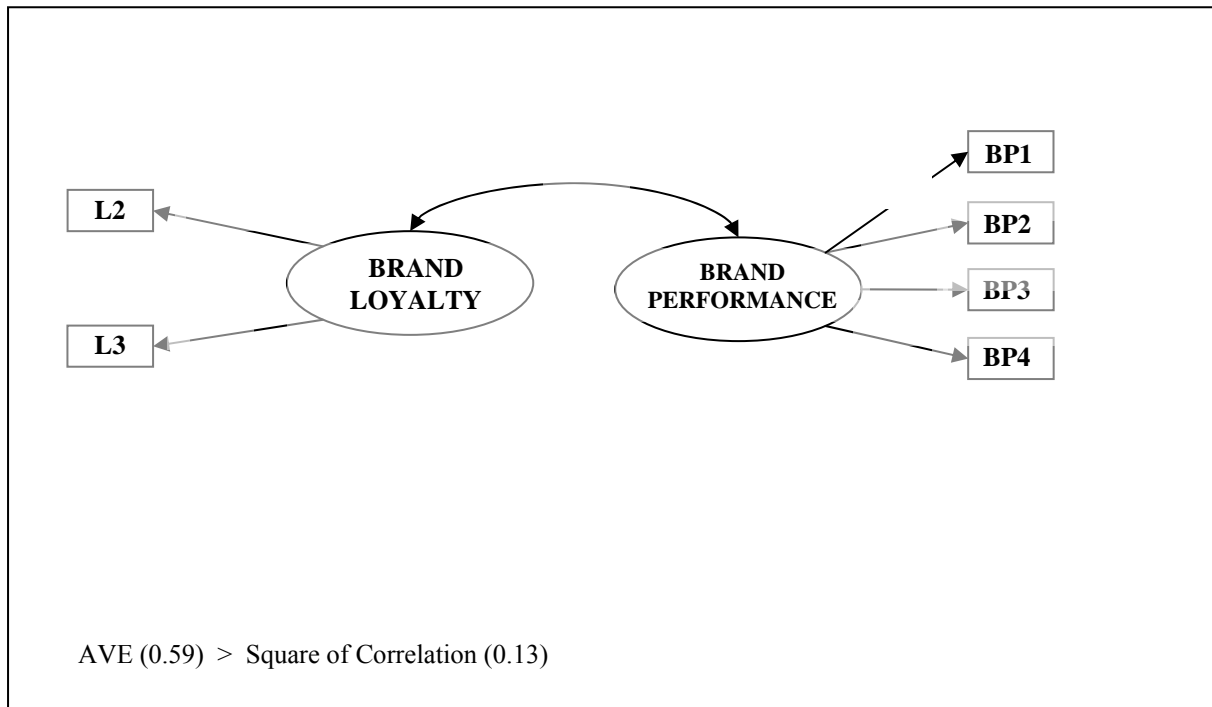 BP1
L2
BP2
BRAND
LOYALTY
BRAND
PERFORMANCE
BP3
L3
BP4
AVE (0.59) > Square of Correlation (0.13)